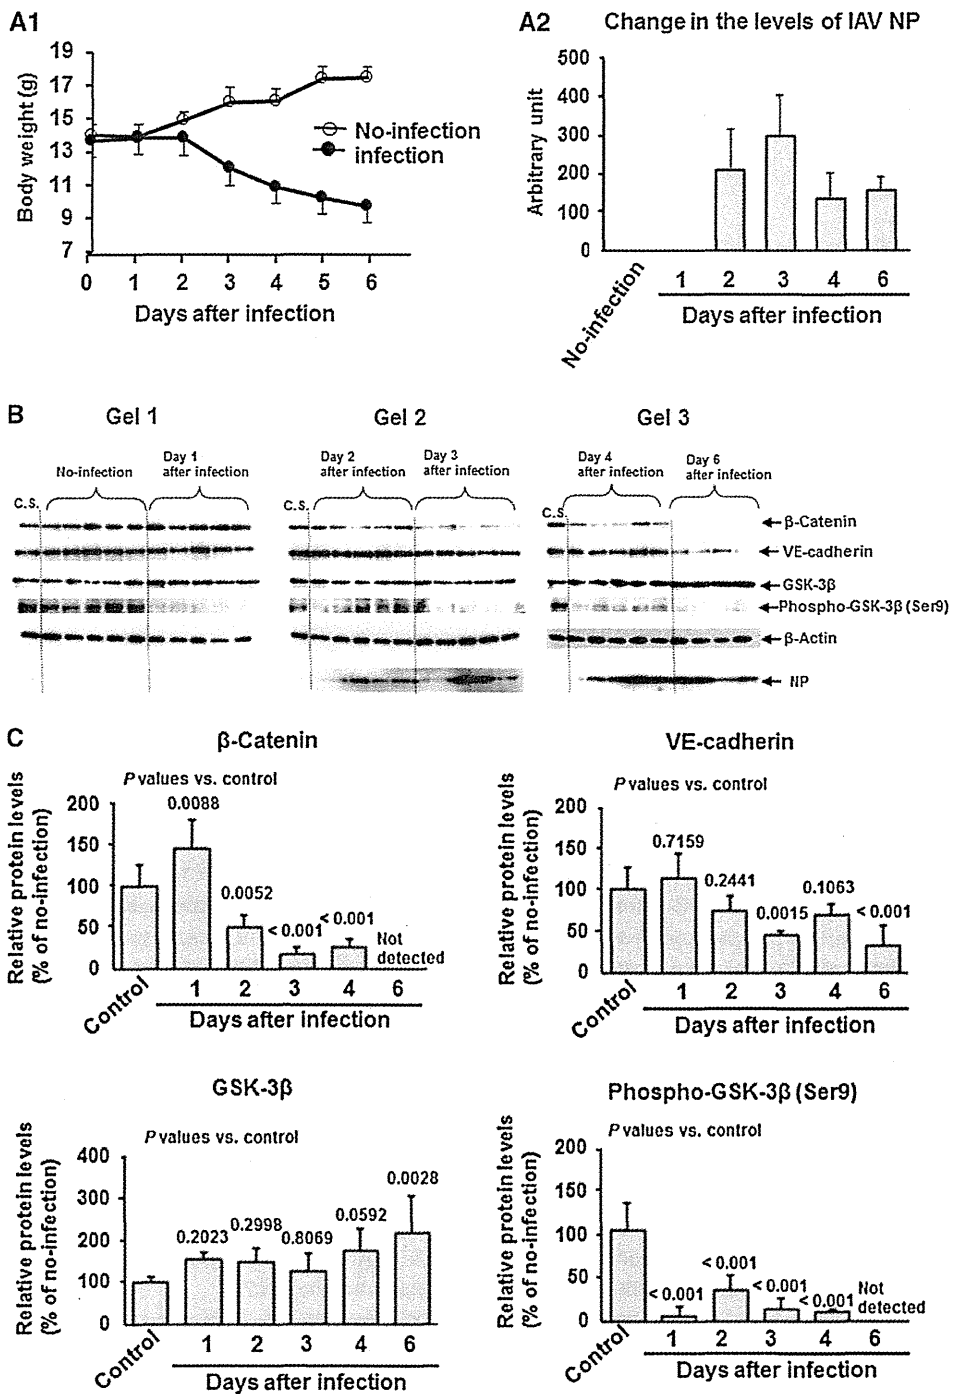 A1
19
17
15
13
11
9
7
Body weight (g)
No-infection
infection
0 1 2 3 4 5 6
Days after infection
A2 Change in the levels of IAV NP
500
400
300
200
100
0
Arbitrary unit
No-infection
1 2 3 4 6
Days after infection
B
Gel 1 Gel 2 Gel 3
C.S.
No-infection
Day 1
after infection
C.S.
Day 2
after infection
Day 3
after infection
C.S.
Day 4
after infection
Day 6
after infection
β-Catenin
VE-cadherin
GSK-3β
Phospho-GSK-3β (Ser9)
β-Actin
NP
C
β-Catenin
P values vs. control
Relative protein levels
(% of no-infection)
200
150
100
50
0
0.0088
0.0052
< 0.001
< 0.001
Not
detected
Control
1 2 3 4 6
Days after infection
VE-cadherin
P values vs. control
Relative protein levels
(% of no-infection)
200
150
100
50
0
0.7159
0.2441
0.0015
0.1063
< 0.001
Control
1 2 3 4 6
Days after infection
GSK-3β
P values vs. control
Relative protein levels
(% of no-infection)
400
300
200
100
0
0.2023
0.2998
0.8069
0.0592
0.0028
Control
1 2 3 4 6
Days after infection
Phospho-GSK-3β (Ser9)
P values vs. control
Relative protein levels
(% of no-infection)
200
150
100
50
0
< 0.001
< 0.001
< 0.001
< 0.001
Not
detected
Control
1 2 3 4 6
Days after infection